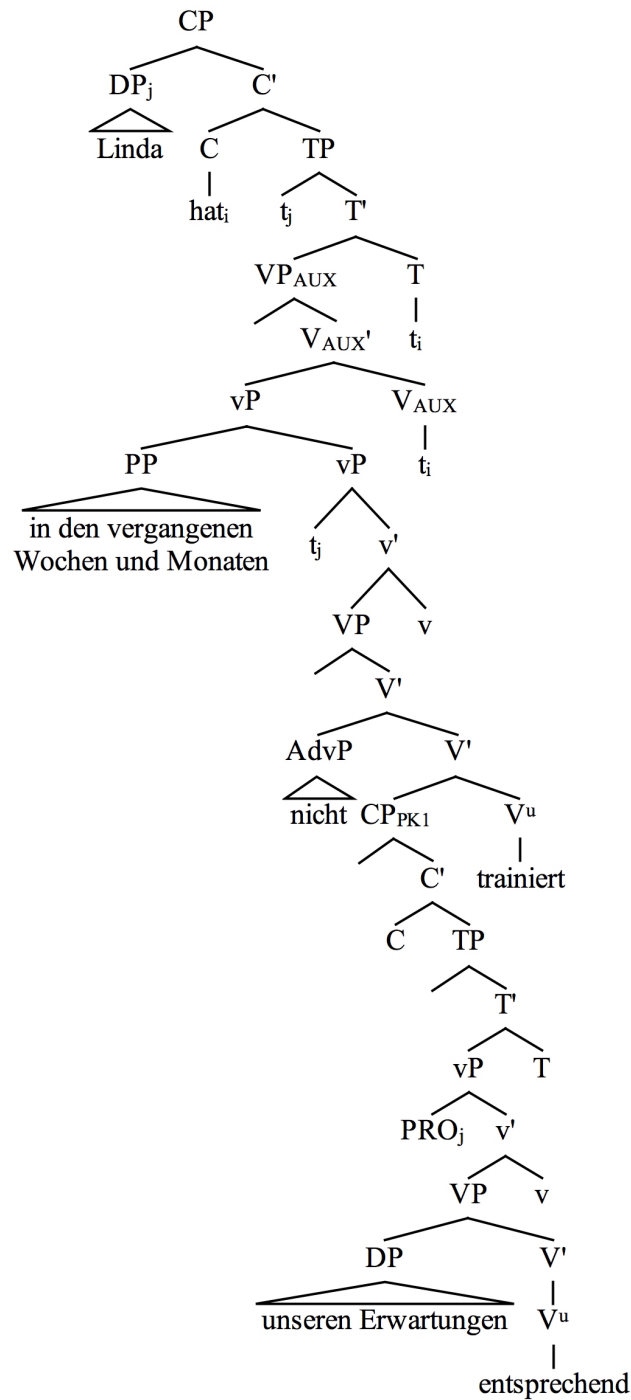 CP
DPj C'
Linda C TP
hati tj T'
VPAUX T
VAUX' ti
vP VAUX
PP vP ti
in den vergangenen
Wochen und Monaten tj v'
VP v
V'
AdvP V'
nicht CPPK1 Vu
C' trainiert
C TP
T'
vP T
PROj v'
VP v
DP V'
unseren Erwartungen Vu
entsprechend